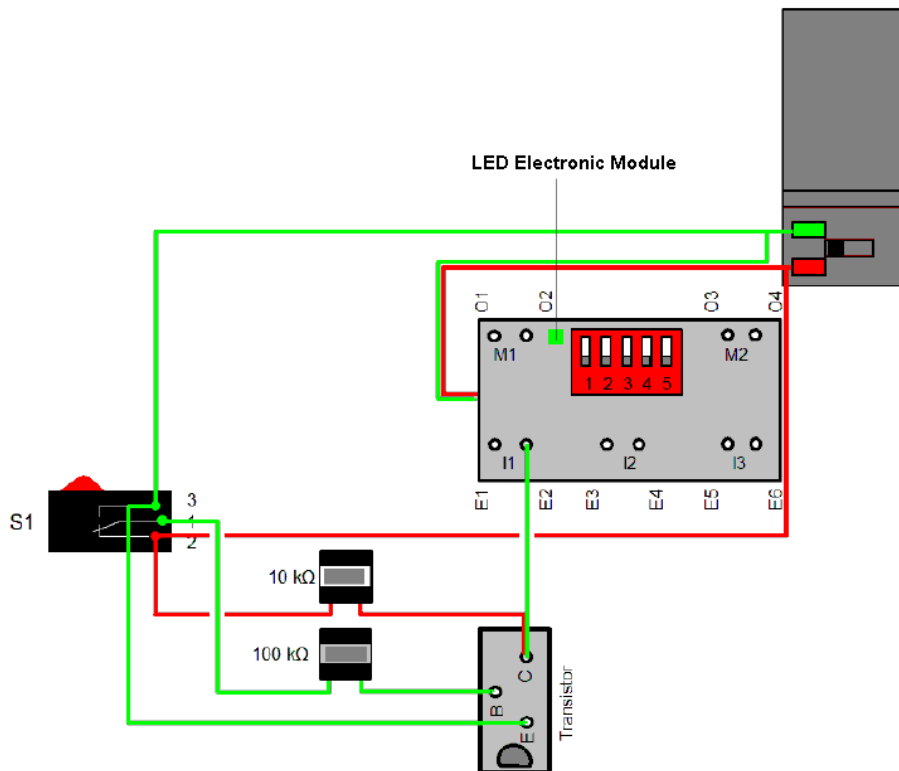 LED Electronic Module
O1
O2
O3
O4
M1
M2
1 2 3 4 5
I1
I2
I3
E1
E2
E3
E4
E5
E6
S1
3
1
2
10 kΩ
100 kΩ
C
B
E
Transistor